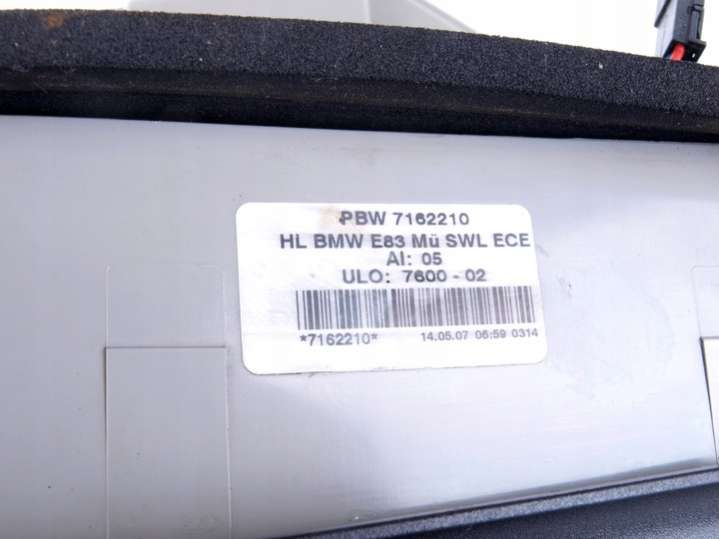 PBW 7162210
HL BMW E83 Mü SWL ECE
AI: 05
ULO: 7600 - 02
*7162210* 14.05.07 06:59 0314